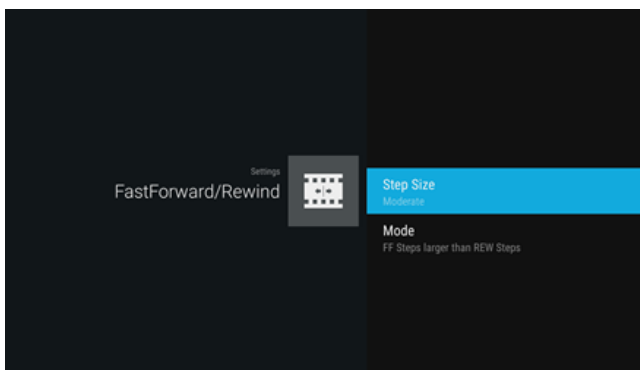 Settings
FastForward/Rewind
Step Size
Moderate
Mode
FF Steps larger than REW Steps